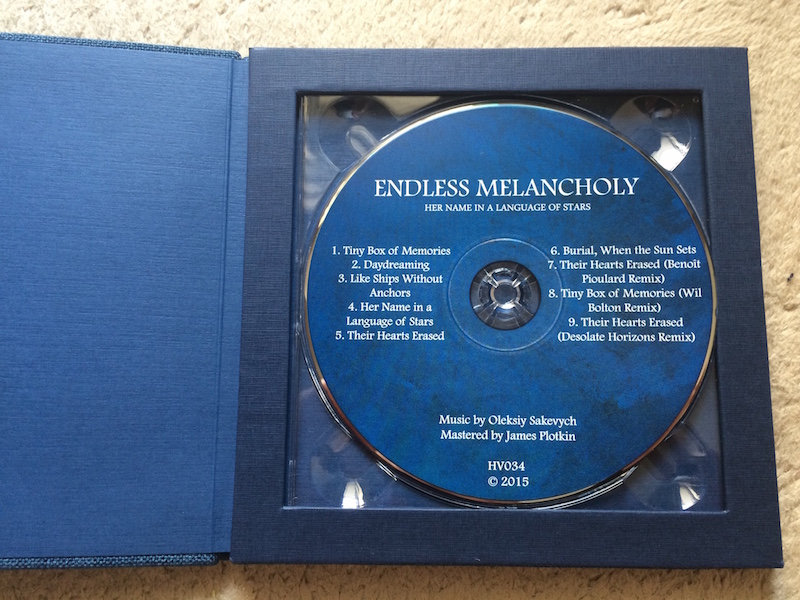 ENDLESS MELANCHOLY
HER NAME IN A LANGUAGE OF STARS
1. Tiny Box of Memories
2. Daydreaming
3. Like Ships Without
Anchors
4. Her Name in a
Language of Stars
5. Their Hearts Erased
6. Burial, When the Sun Sets
7. Their Hearts Erased (Benoît
Pioulard Remix)
8. Tiny Box of Memories (Wil
Bolton Remix)
9. Their Hearts Erased
(Desolate Horizons Remix)
Music by Oleksiy Sakevych
Mastered by James Plotkin
HV034
© 2015